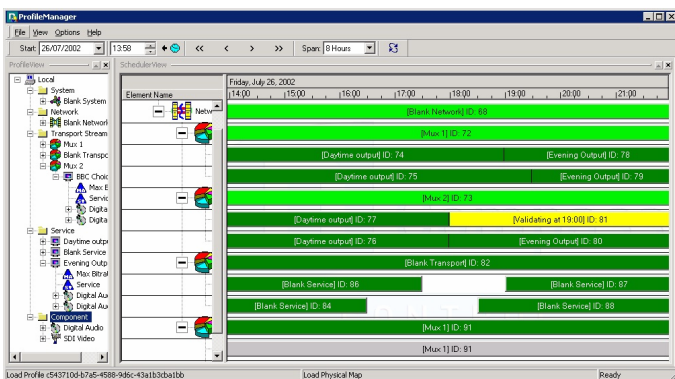 ProfileManager
File View Options Help
Start: 26/07/2002 13:58 << < > >> Span: 8 Hours
ProfileView SchedulerView
Local
System
Blank System
Network
Blank Network
Transport Stream
Mux 1
Blank Transpo
Mux 2
BBC Choic
Max B
Servic
Digita
Digita
Service
Daytime outp
Blank Service
Evening Outp
Max Bitrat
Service
Digital Au
Digital Au
Component
Digital Audio
SDI Video
Friday, July 26, 2002
Element Name 14:00 15:00 16:00 17:00 18:00 19:00 20:00 21:00
Netw [Blank Network] ID: 68
[Mux 1] ID: 72
[Daytime output] ID: 74 [Evening Output] ID: 78
[Daytime output] ID: 75 [Evening Output] ID: 79
[Mux 2] ID: 73
[Daytime output] ID: 77 [Validating at 19:00] ID: 81
[Daytime output] ID: 76 [Evening Output] ID: 80
[Blank Transport] ID: 82
[Blank Service] ID: 86 [Blank Service] ID: 87
[Blank Service] ID: 84 [Blank Service] ID: 88
[Mux 1] ID: 91
[Mux 1] ID: 91
Load Profile c543710d-b7a5-4588-9d6c-43a1b3cba1bb Load Physical Map Ready